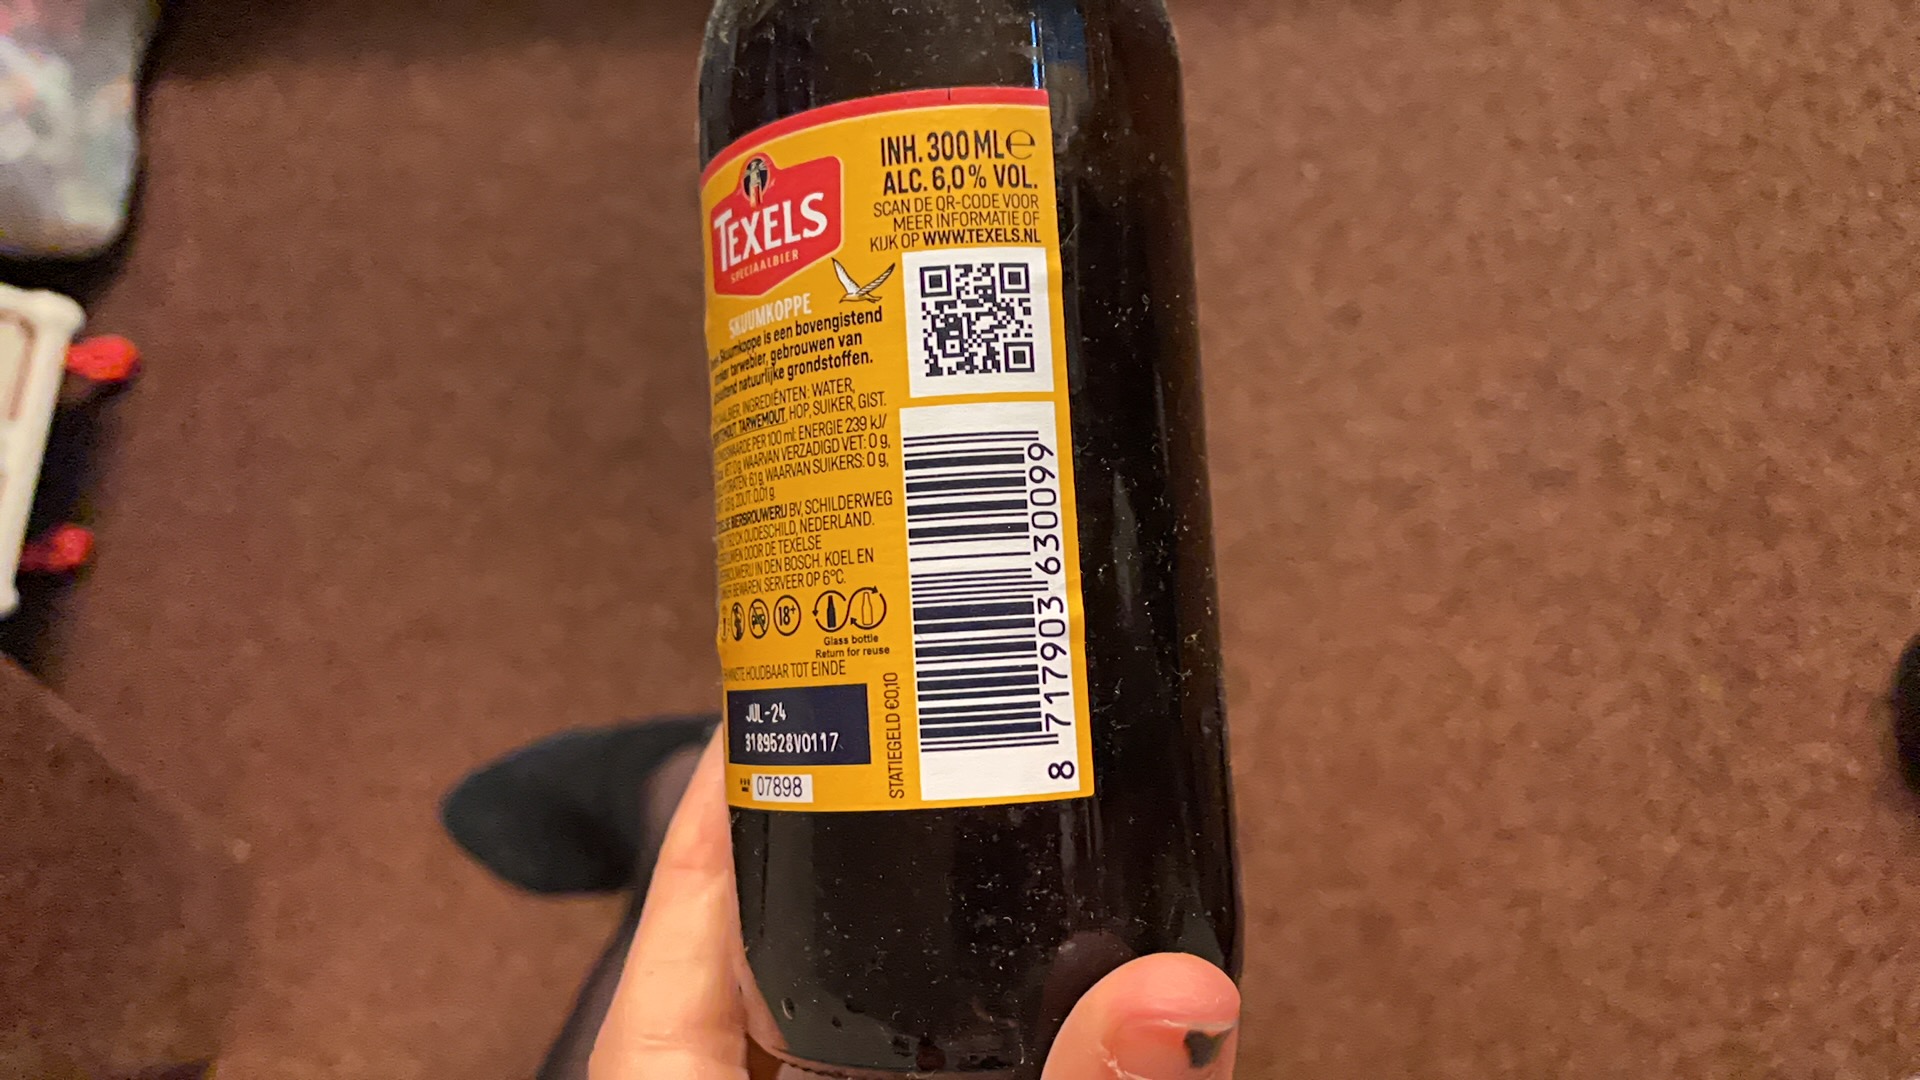 INH. 300 ML ℮
ALC. 6,0% VOL.
SCAN DE QR-CODE VOOR
MEER INFORMATIE OF
KIJK OP WWW.TEXELS.NL
TEXELS
SPECIAALBIER
SKUUMKOPPE
Skuumkoppe is een bovengistend
tarwebier, gebrouwen van
natuurlijke grondstoffen.
INGREDIËNTEN: WATER,
TARWEMOUT, HOP, SUIKER, GIST.
PER 100 ml: ENERGIE 239 kJ/
VET: 0 g, WAARVAN VERZADIGD VET: 0 g,
6,1 g, WAARVAN SUIKERS: 0 g,
ZOUT: 0,01 g.
BIERBROUWERIJ BV, SCHILDERWEG
OUDESCHILD, NEDERLAND.
DOOR DE TEXELSE
IN DEN BOSCH. KOEL EN
BEWAREN, SERVEER OP 6°C.
18+
Glass bottle
Return for reuse
HOUDBAAR TOT EINDE
JUL-24
3189528V0117
07898
STATIEGELD €0,10
8 717903 630099